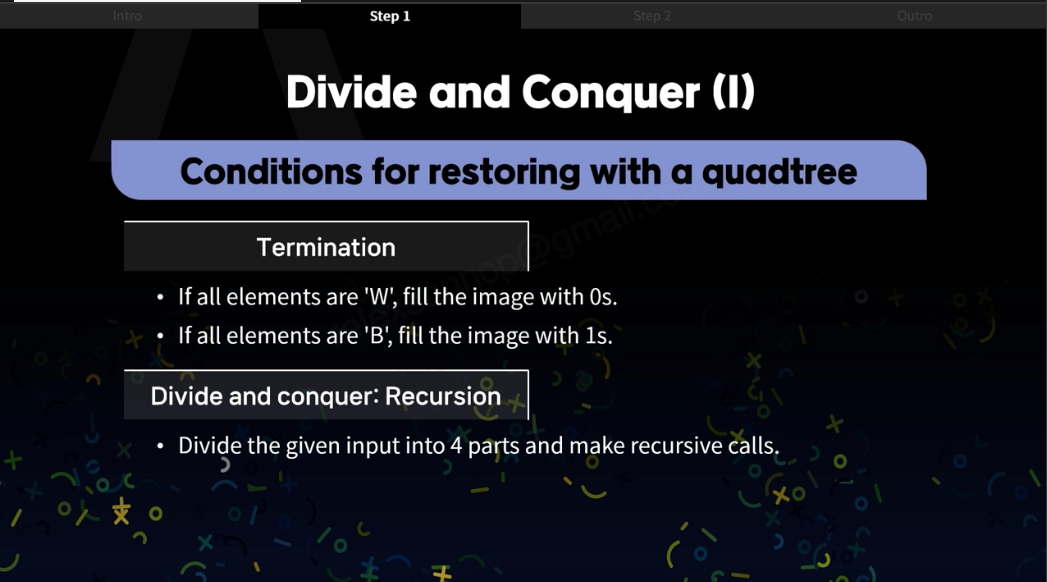 Intro
Step 1
Step 2
Outro
Divide and Conquer (I)
Conditions for restoring with a quadtree
Termination
• If all elements are 'W', fill the image with 0s.
• If all elements are 'B', fill the image with 1s.
Divide and conquer: Recursion
• Divide the given input into 4 parts and make recursive calls.